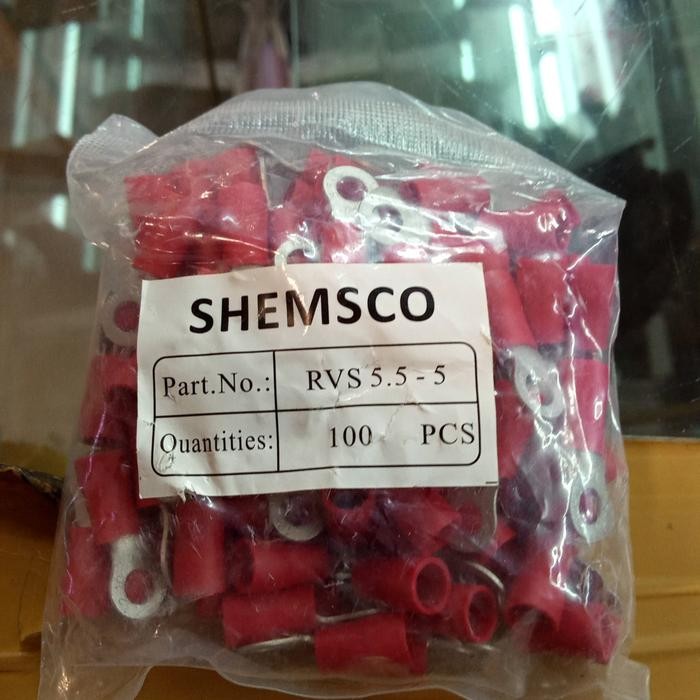 SHEMSCO
Part.No.: RVS 5.5 - 5
Quantities: 100 PCS